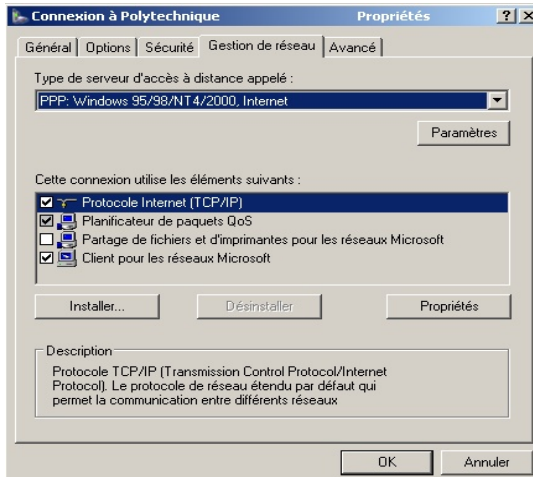 Connexion à Polytechnique Propriétés
Général Options Sécurité Gestion de réseau Avancé
Type de serveur d'accès à distance appelé :
PPP: Windows 95/98/NT4/2000, Internet
Paramètres
Cette connexion utilise les éléments suivants :
Protocole Internet (TCP/IP)
Planificateur de paquets QoS
Partage de fichiers et d'imprimantes pour les réseaux Microsoft
Client pour les réseaux Microsoft
Installer... Désinstaller Propriétés
Description
Protocole TCP/IP (Transmission Control Protocol/Internet
Protocol). Le protocole de réseau étendu par défaut qui
permet la communication entre différents réseaux
OK Annuler